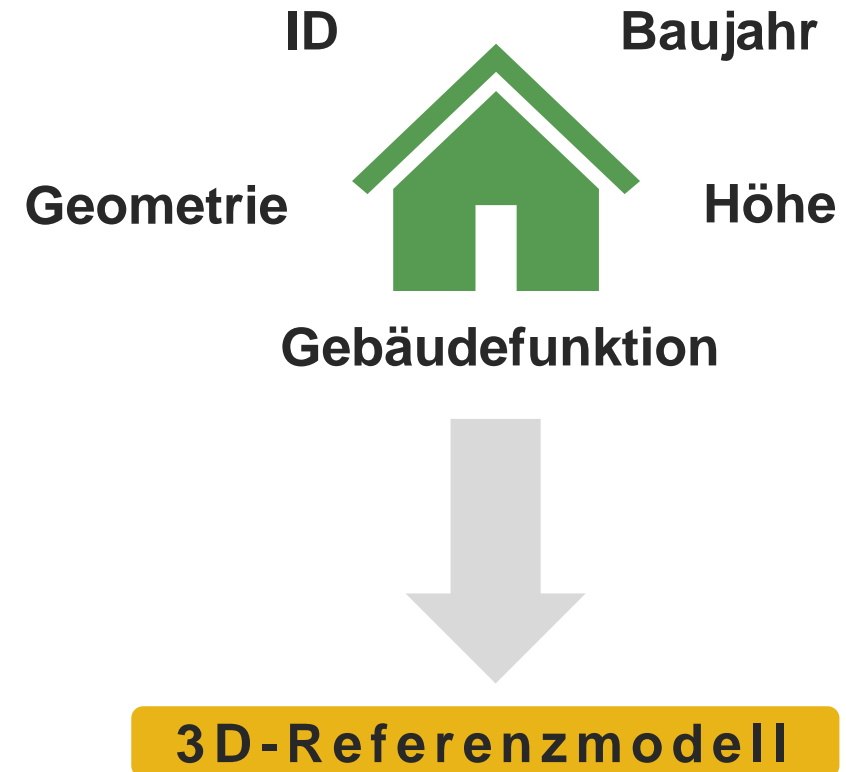 ID
Baujahr
Geometrie
Höhe
Gebäudefunktion
3D-Referenzmodell